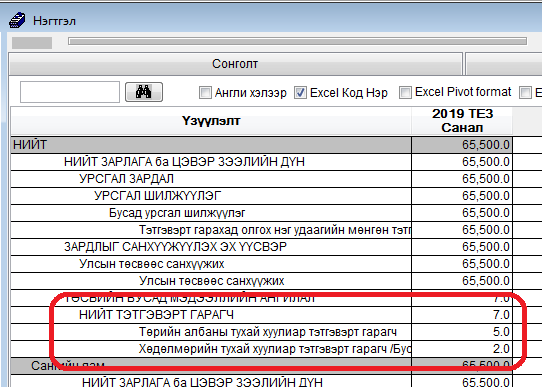 Нэгтгэл
Сонголт
Англи хэлээр Excel Код Нэр Excel Pivot format E
Үзүүлэлт 2019 ТЕЗ Санал
НИЙТ 65,500.0
НИЙТ ЗАРЛАГА ба ЦЭВЭР ЗЭЭЛИЙН ДҮН 65,500.0
УРСГАЛ ЗАРДАЛ 65,500.0
УРСГАЛ ШИЛЖҮҮЛЭГ 65,500.0
Бусад урсгал шилжүүлэг 65,500.0
Тэтгэвэрт гарахад олгох нэг удаагийн мөнгөн тэтг 65,500.0
ЗАРДЛЫГ САНХҮҮЖҮҮЛЭХ ЭХ ҮҮСВЭР 65,500.0
Улсын төсвөөс санхүүжих 65,500.0
Улсын төсвөөс санхүүжих 65,500.0
ТӨСВИЙН БУСАД МЭДЭЭЛЛИЙН АНГИЛАЛ 7.0
НИЙТ ТЭТГЭВЭРТ ГАРАГЧ 7.0
Төрийн албаны тухай хуулиар тэтгэвэрт гарагч 5.0
Хөдөлмөрийн тухай хуулиар тэтгэвэрт гарагч /Бус 2.0
Сангийн яам 65,500.0
НИЙТ ЗАРЛАГА ба ЦЭВЭР ЗЭЭЛИЙН ДҮН 65,500.0